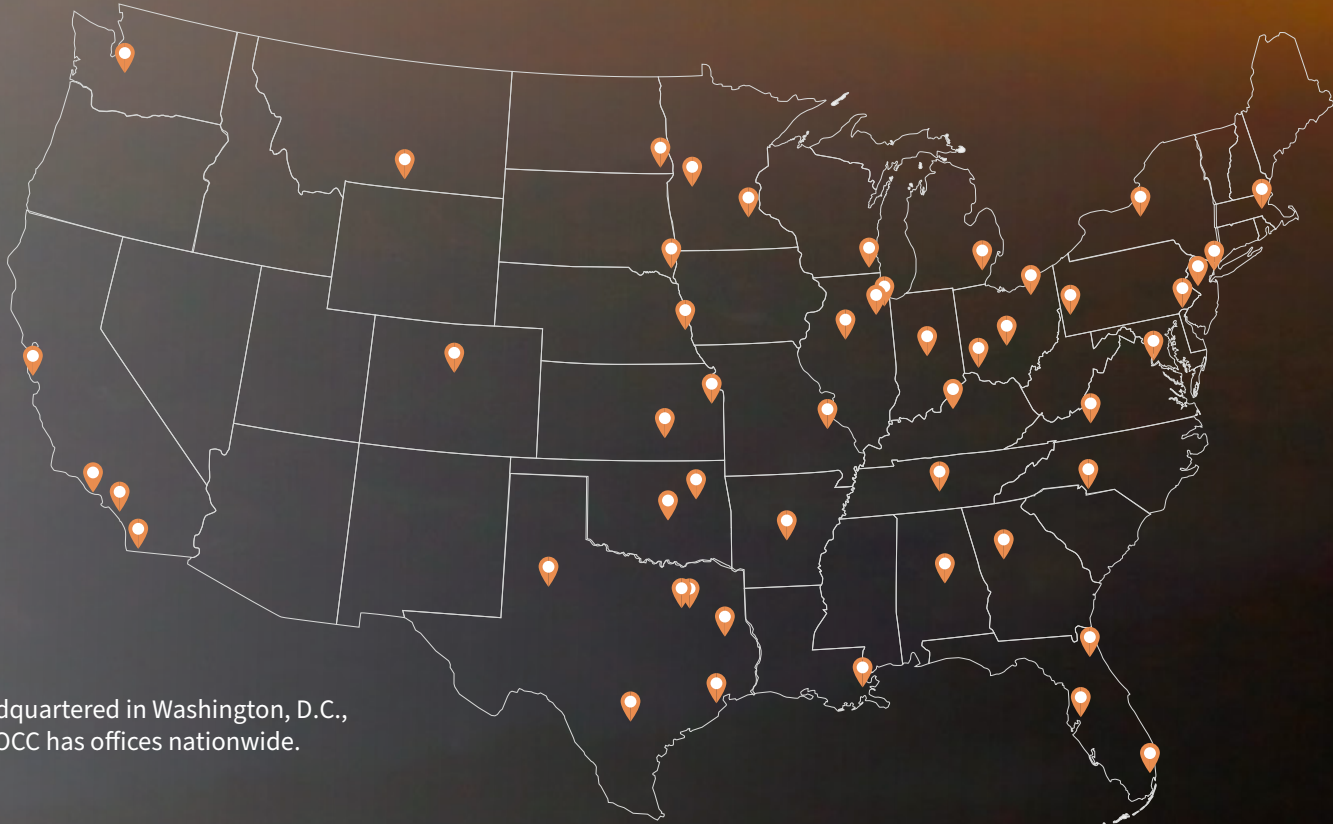 dquartered in Washington, D.C.,
OCC has offices nationwide.